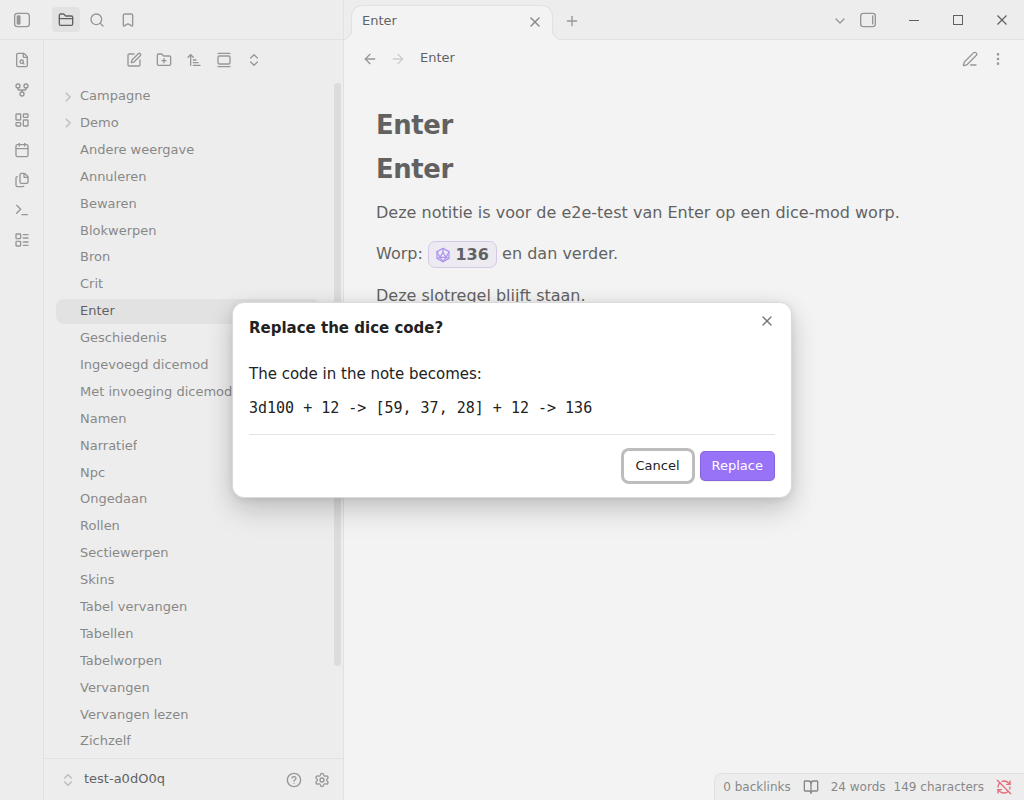 Enter
Enter
Campagne
Demo
Andere weergave
Annuleren
Bewaren
Blokwerpen
Bron
Crit
Enter
Geschiedenis
Ingevoegd dicemod
Met invoeging dicemod
Namen
Narratief
Npc
Ongedaan
Rollen
Sectiewerpen
Skins
Tabel vervangen
Tabellen
Tabelworpen
Vervangen
Vervangen lezen
Zichzelf
test-a0dO0q
Enter
Enter
Deze notitie is voor de e2e-test van Enter op een dice-mod worp.
Worp: 136 en dan verder.
Deze slotregel blijft staan.
Replace the dice code?
The code in the note becomes:
3d100 + 12 -> [59, 37, 28] + 12 -> 136
Cancel Replace
0 backlinks 24 words 149 characters